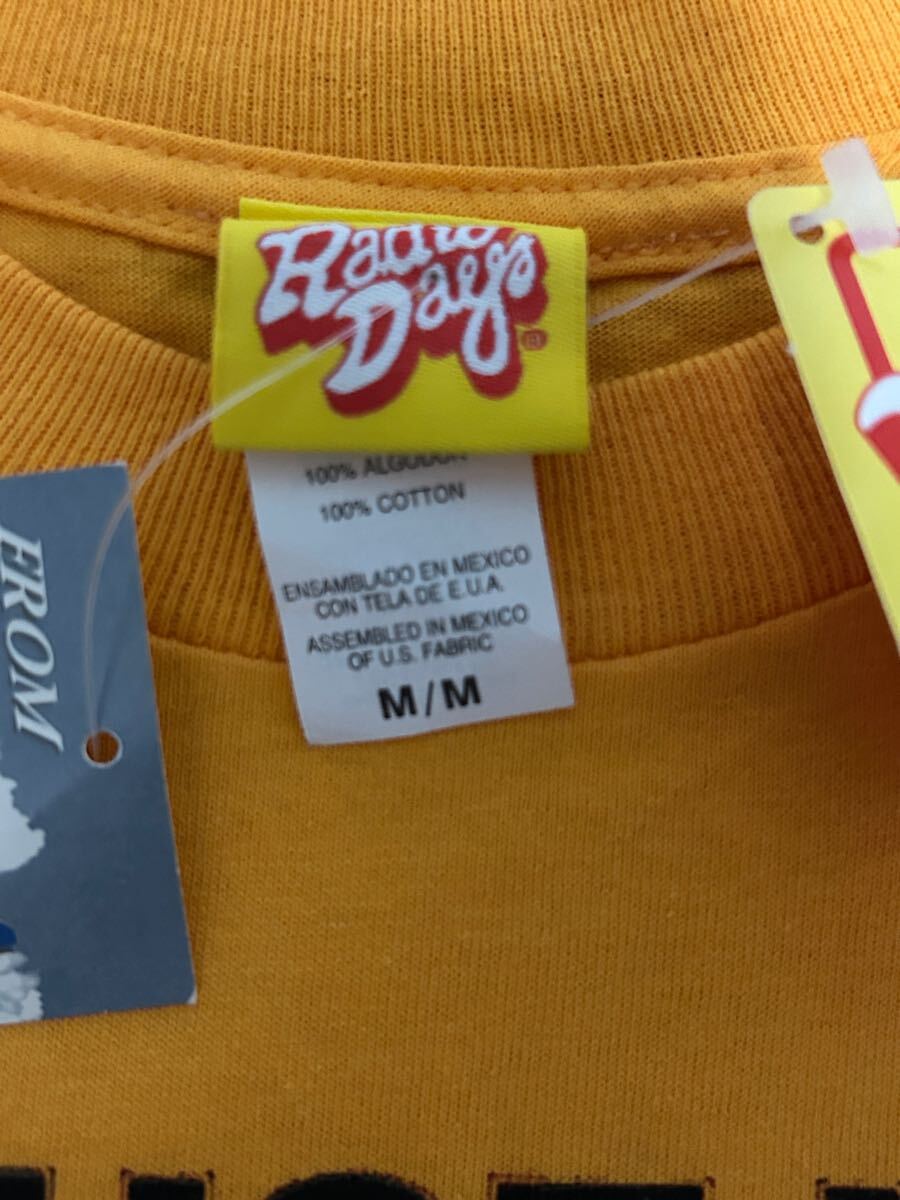 Radio
Days
®
100% ALGODON
100% COTTON
ENSAMBLADO EN MEXICO
CON TELA DE E.U.A.
ASSEMBLED IN MEXICO
OF U.S. FABRIC
M/M
FROM